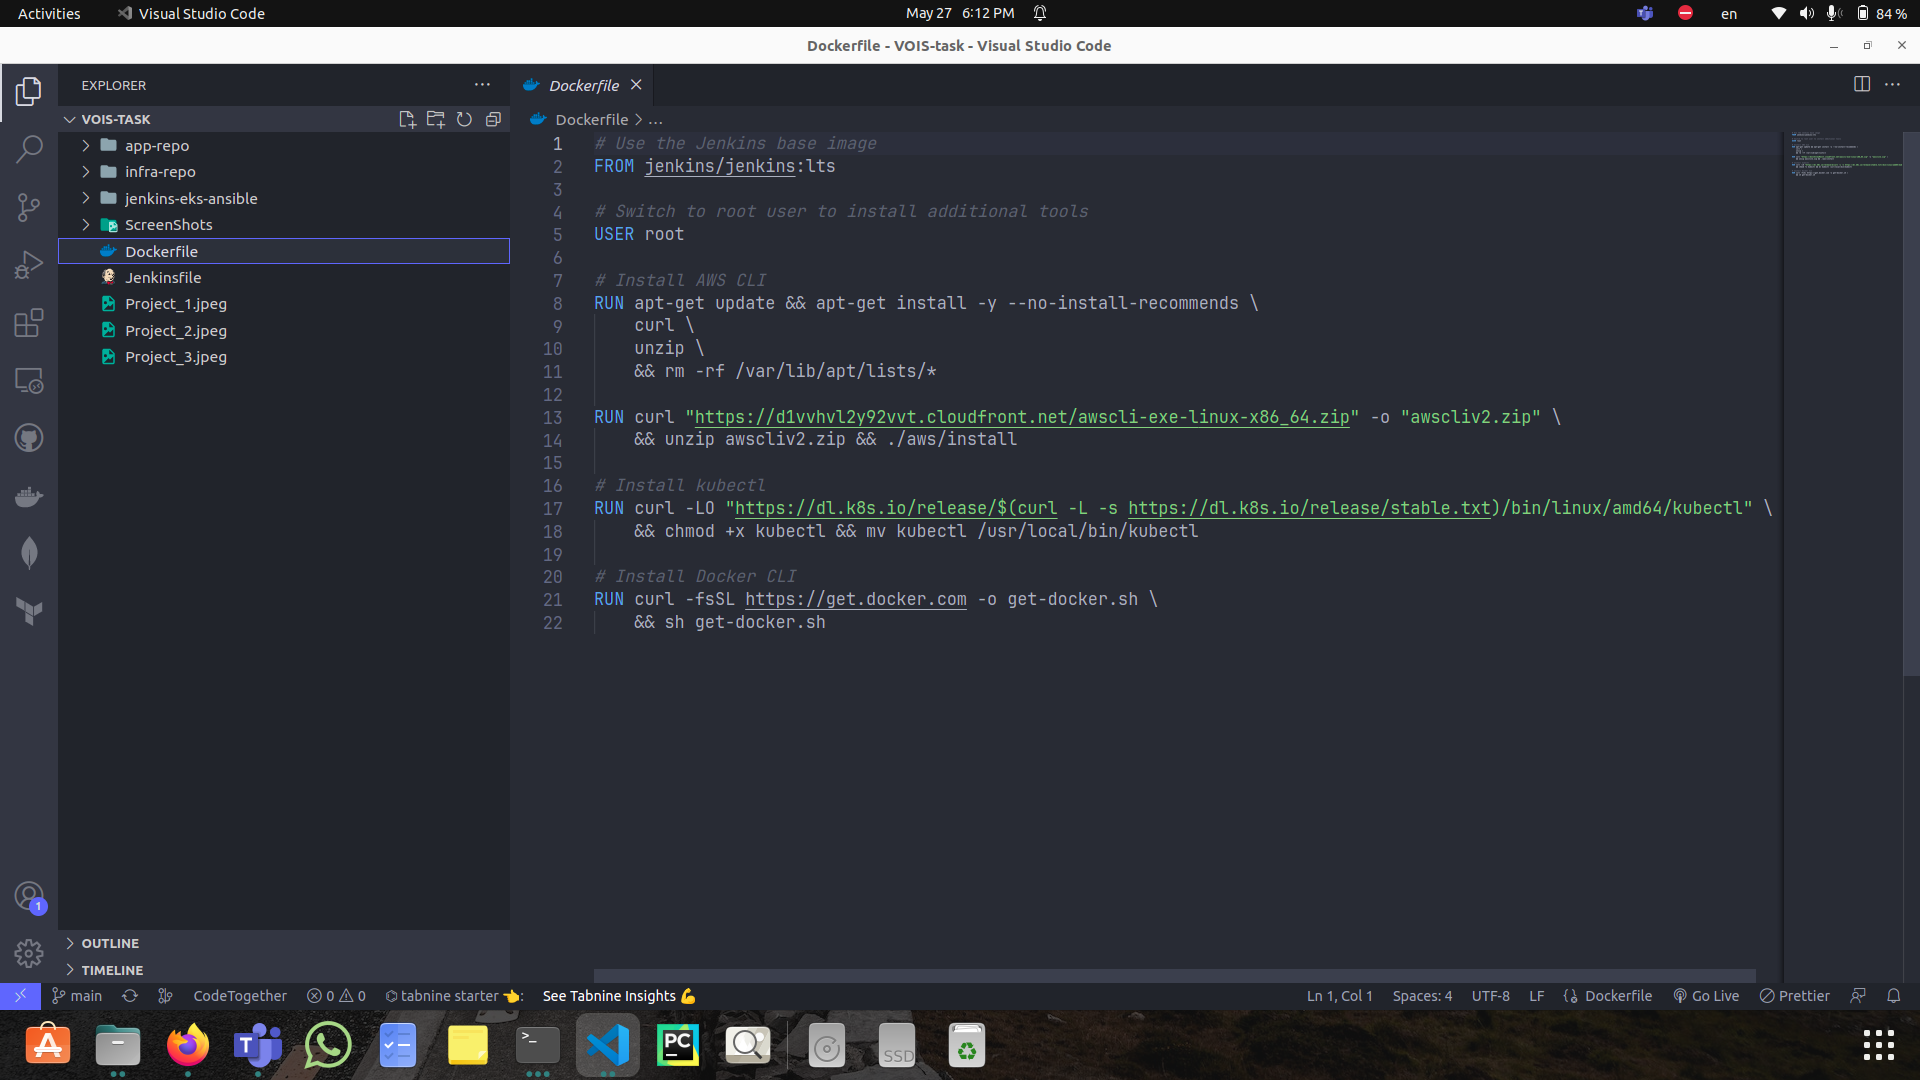 Activities
Visual Studio Code
May 27 6:12 PM
en
84 %
Dockerfile - VOIS-task - Visual Studio Code
EXPLORER
VOIS-TASK
app-repo
infra-repo
jenkins-eks-ansible
ScreenShots
Dockerfile
Jenkinsfile
Project_1.jpeg
Project_2.jpeg
Project_3.jpeg
1
OUTLINE
TIMELINE
Dockerfile
Dockerfile > ...
1 # Use the Jenkins base image
2 FROM jenkins/jenkins:lts
3
4 # Switch to root user to install additional tools
5 USER root
6
7 # Install AWS CLI
8 RUN apt-get update && apt-get install -y --no-install-recommends \
9 curl \
10 unzip \
11 && rm -rf /var/lib/apt/lists/*
12
13 RUN curl "https://d1vvhvl2y92vvt.cloudfront.net/awscli-exe-linux-x86_64.zip" -o "awscliv2.zip" \
14 && unzip awscliv2.zip && ./aws/install
15
16 # Install kubectl
17 RUN curl -LO "https://dl.k8s.io/release/$(curl -L -s https://dl.k8s.io/release/stable.txt)/bin/linux/amd64/kubectl" \
18 && chmod +x kubectl && mv kubectl /usr/local/bin/kubectl
19
20 # Install Docker CLI
21 RUN curl -fsSL https://get.docker.com -o get-docker.sh \
22 && sh get-docker.sh
main
CodeTogether
0 0
tabnine starter 👈:
See Tabnine Insights 💪
Ln 1, Col 1
Spaces: 4
UTF-8
LF
Dockerfile
Go Live
Prettier
T
>_
PC
SSD